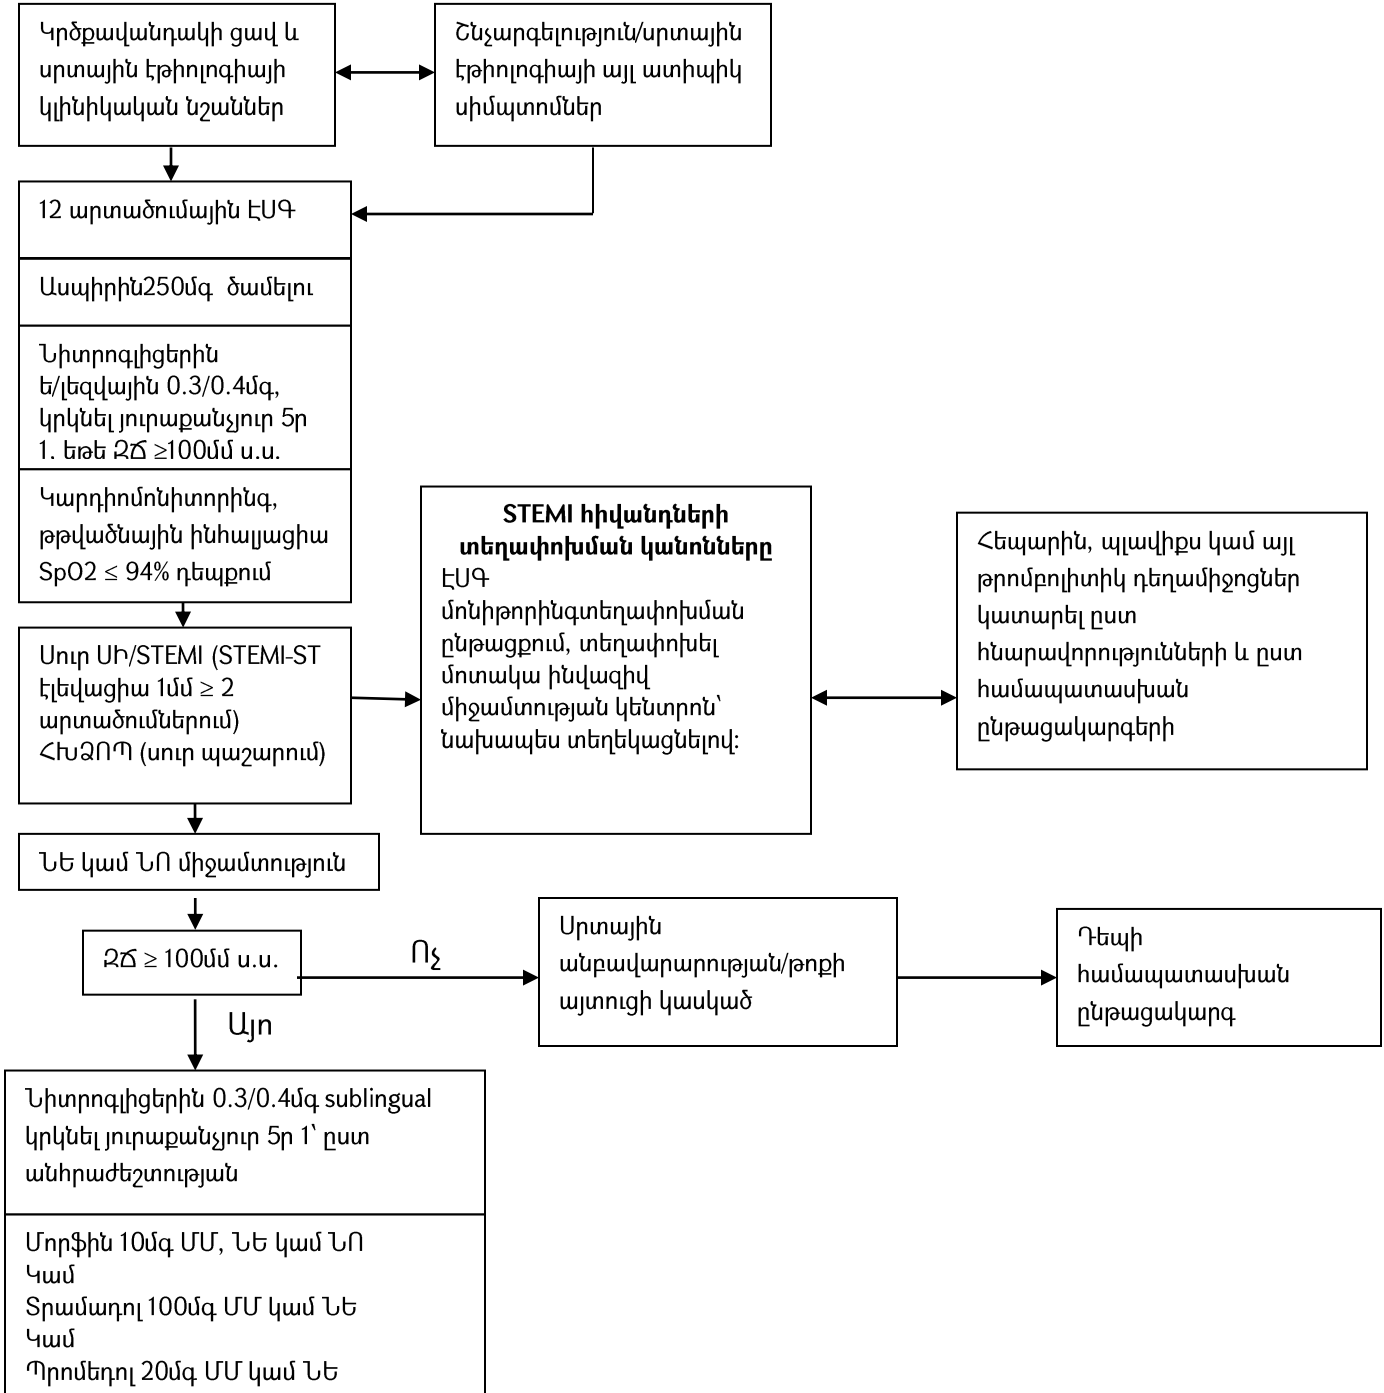 Կրծքավանդակի ցավ և
սրտային էթիոլոգիայի
կլինիկական նշաններ
Շնչարգելություն/սրտային
էթիոլոգիայի այլ ատիպիկ
սիմպտոմներ
12 արտածումային ԷՍԳ
Ասպիրին250մգ  ծամելու
Նիտրոգլիցերին
ե/լեզվային 0.3/0.4մգ,
կրկնել յուրաքանչյուր 5ր
1. եթե ԶՃ ≥100մմ ս.ս.
Կարդիոմոնիտորինգ,
թթվածնային ինհալյացիա
SpO2 ≤ 94% դեպքում
STEMI հիվանդների
տեղափոխման կանոնները
ԷՍԳ
մոնիթորինգտեղափոխման
ընթացքում, տեղափոխել
մոտակա ինվազիվ
միջամտության կենտրոն՝
նախապես տեղեկացնելով:
Հեպարին, պլավիքս կամ այլ
թրոմբոլիտիկ դեղամիջոցներ
կատարել ըստ
հնարավորությունների և ըստ
համապատասխան
ընթացակարգերի
Սուր ՍԻ/STEMI (STEMI-ST
էլեվացիա 1մմ ≥ 2
արտածումներում)
ՀԽՁՈՊ (սուր պաշարում)
ՆԵ կամ ՆՈ միջամտություն
ԶՃ ≥ 100մմ ս.ս.
Ոչ
Սրտային
անբավարարության/թոքի
այտուցի կասկած
Դեպի
համապատասխան
ընթացակարգ
Այո
Նիտրոգլիցերին 0.3/0.4մգ sublingual
կրկնել յուրաքանչյուր 5ր 1՝ ըստ
անհրաժեշտության
Մորֆին 10մգ ՄՄ, ՆԵ կամ ՆՈ
Կամ
Տրամադոլ 100մգ ՄՄ կամ ՆԵ
Կամ
Պրոմեդոլ 20մգ ՄՄ կամ ՆԵ